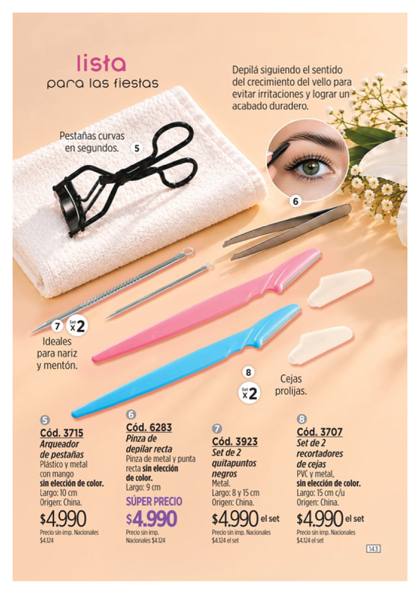 lista
para las fiestas
Depilá siguiendo el sentido
del crecimiento del vello para
evitar irritaciones y lograr un
acabado duradero.
Pestañas curvas
en segundos.
5
6
7 Set x2
Ideales
para nariz
y mentón.
8
Set x2
Cejas
prolijas.
5
Cód. 3715
Arqueador
de pestañas
Plástico y metal
con mango
sin elección de color.
Largo: 10 cm
Origen: China.
$4.990
Precio sin imp. Nacionales
$4.124
6
Cód. 6283
Pinza de
depilar recta
Pinza de metal y punta
recta sin elección
de color.
Largo: 9 cm
SÚPER PRECIO
$4.990
Precio sin imp.
Nacionales $4.124
7
Cód. 3923
Set de 2
quitapuntos
negros
Metal.
Largo: 8 y 15 cm
Origen: China.
$4.990 el set
Precio sin imp. Nacionales
$4.124 el set
8
Cód. 3707
Set de 2
recortadores
de cejas
PVC y metal,
sin elección de color.
Largo: 15 cm c/u
Origen: China.
$4.990 el set
Precio sin imp. Nacionales
$4.124 el set
143